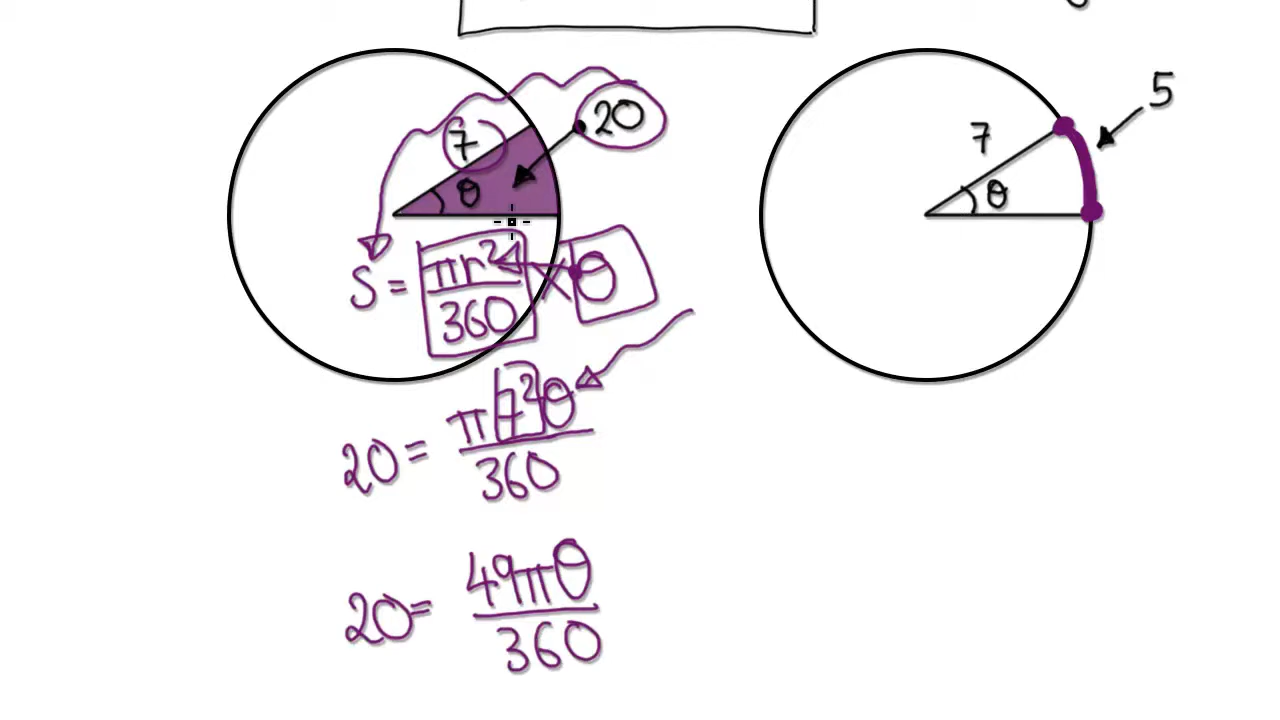 7
θ
20
S = πr²/360 × θ
20 = π7²θ/360
20 = 49πθ/360
7
θ
5